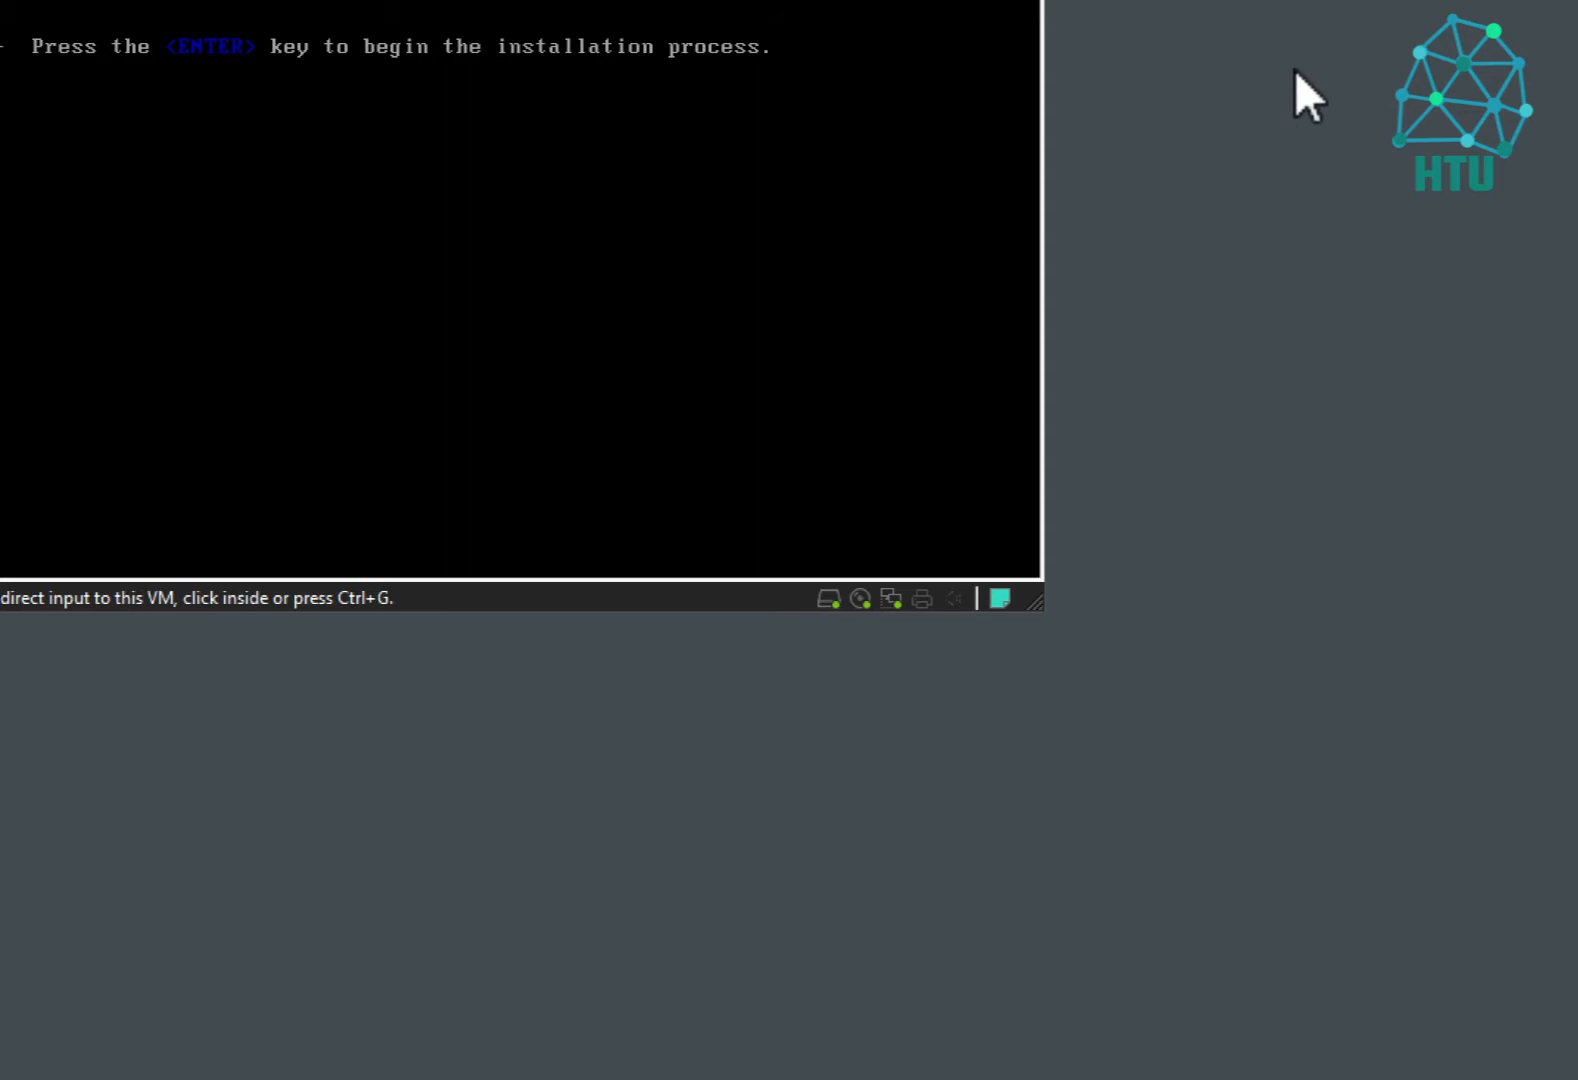 - Press the <ENTER> key to begin the installation process.
HTU
direct input to this VM, click inside or press Ctrl+G.